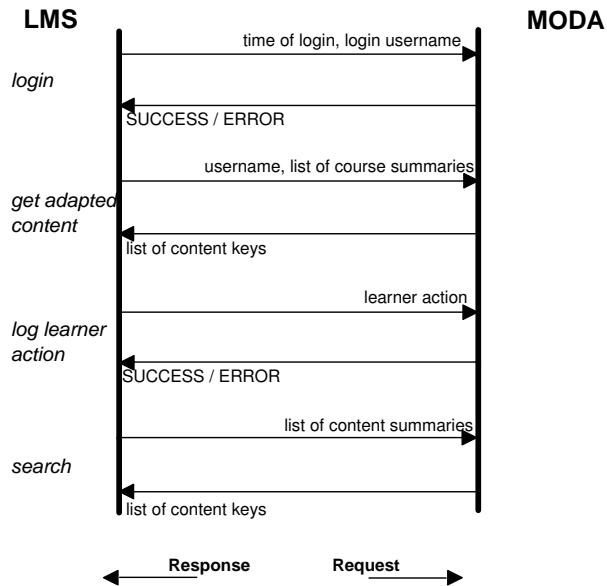 LMS
MODA
time of login, login username
login
SUCCESS / ERROR
username, list of course summaries
get adapted
content
list of content keys
learner action
log learner
action
SUCCESS / ERROR
list of content summaries
search
list of content keys
Response
Request